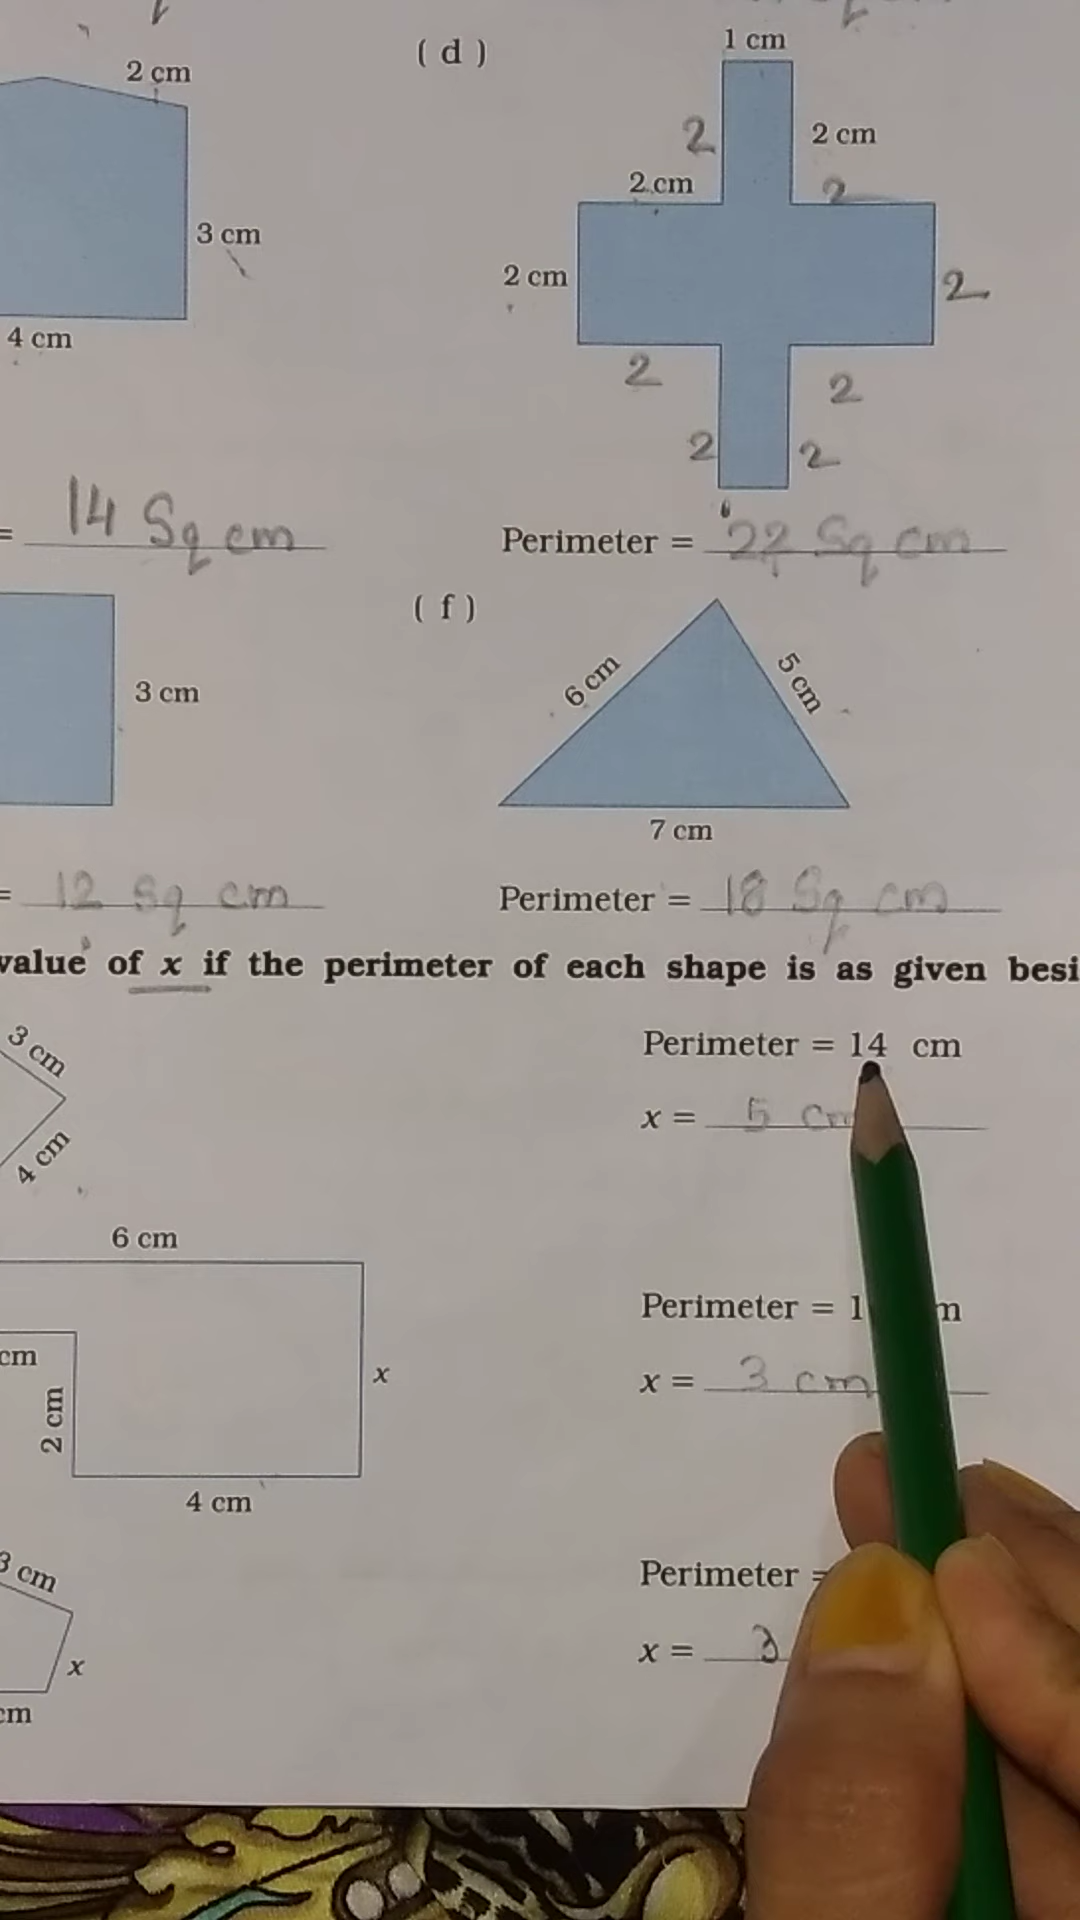 ( d )
1 cm
2 cm
2
2 cm
2 cm
2
3 cm
2 cm
2
4 cm
2
2
2
2
= 14 Sq cm
Perimeter = 22 Sq cm
( f )
6 cm
5 cm
3 cm
7 cm
= 12 Sq cm
Perimeter = 18 Sq cm
value of x if the perimeter of each shape is as given
3 cm
Perimeter = 14 cm
x = 5
4 cm
6 cm
Perimeter =
cm
x
x = 3 cm
2 cm
4 cm
3 cm
Perimeter =
x = 3
x
cm